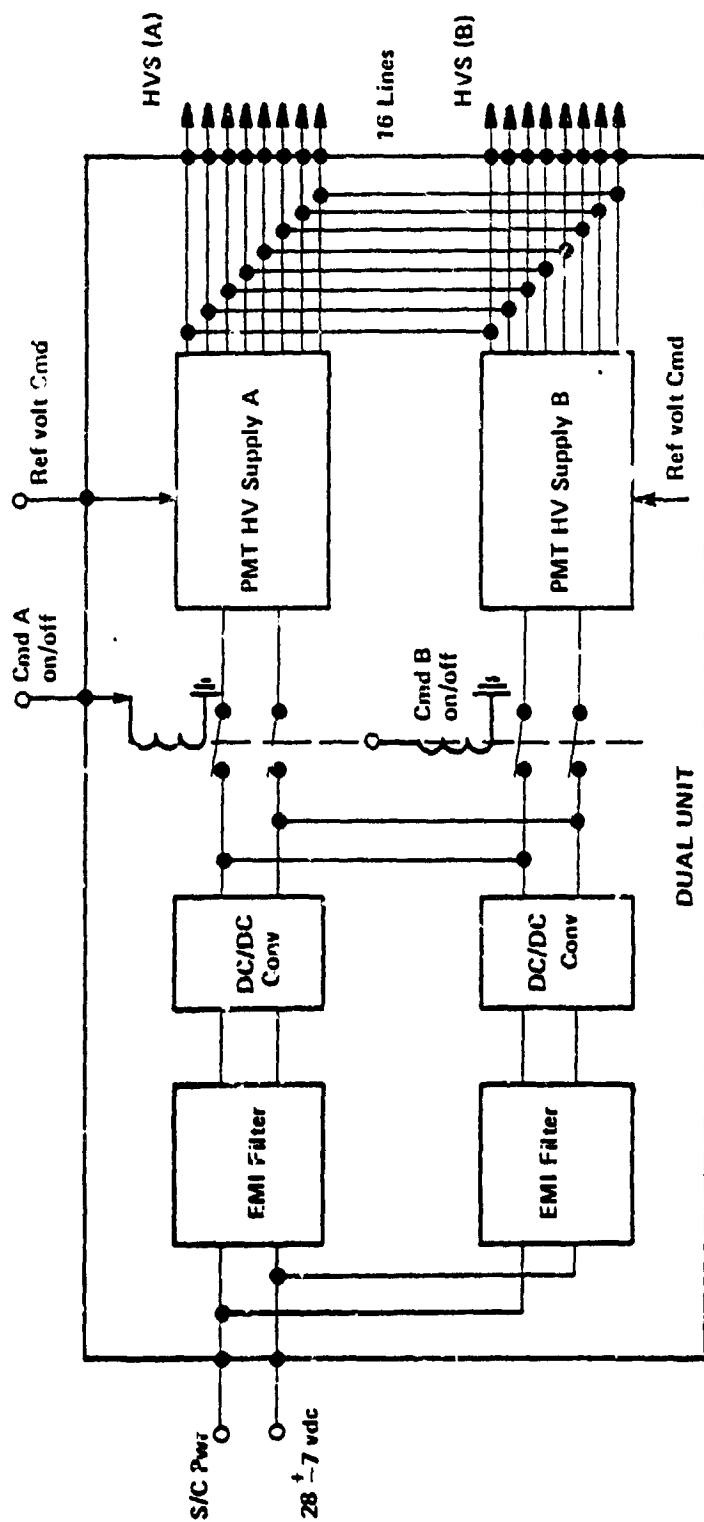 Cmd A
on/off
Ref volt Cmd
S/C Pwr
28 +-7 vdc
EMI Filter
DC/DC
Conv
PMT HV Supply A
HVS (A)
16 Lines
Cmd B
on/off
EMI Filter
DC/DC
Conv
PMT HV Supply B
HVS (B)
Ref volt Cmd
DUAL UNIT